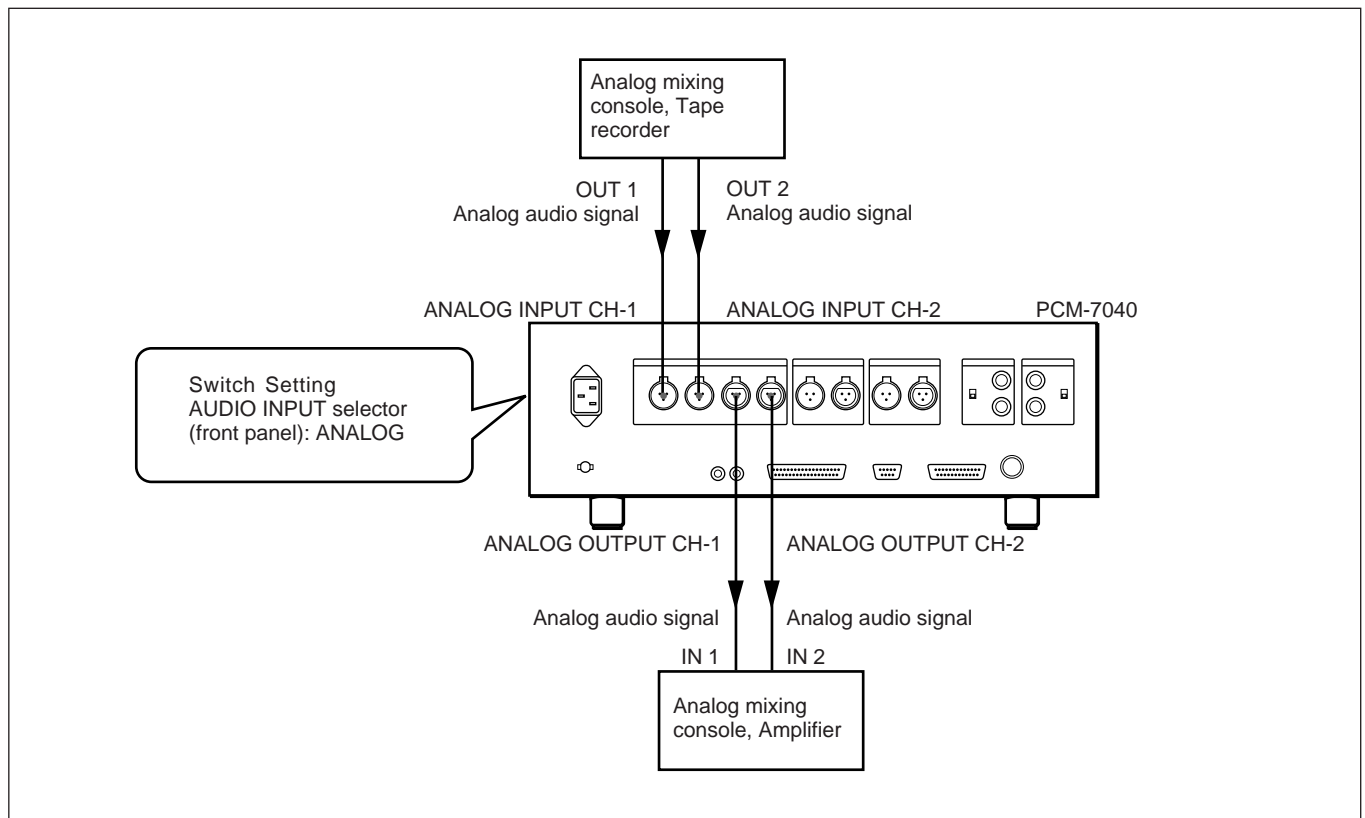 Analog mixing
console, Tape
recorder
OUT 1
Analog audio signal
OUT 2
Analog audio signal
ANALOG INPUT CH-1
ANALOG INPUT CH-2
PCM-7040
Switch Setting
AUDIO INPUT selector
(front panel): ANALOG
ANALOG OUTPUT CH-1
ANALOG OUTPUT CH-2
Analog audio signal
Analog audio signal
IN 1
IN 2
Analog mixing
console, Amplifier